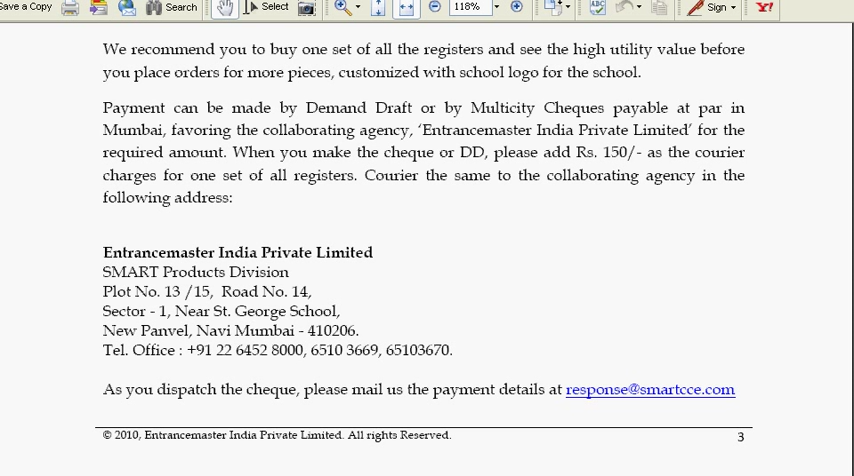 Save a Copy Search Select 118% Sign
We recommend you to buy one set of all the registers and see the high utility value before
you place orders for more pieces, customized with school logo for the school.
Payment can be made by Demand Draft or by Multicity Cheques payable at par in
Mumbai, favoring the collaborating agency, ‘Entrancemaster India Private Limited’ for the
required amount. When you make the cheque or DD, please add Rs. 150/- as the courier
charges for one set of all registers. Courier the same to the collaborating agency in the
following address:
Entrancemaster India Private Limited
SMART Products Division
Plot No. 13 /15, Road No. 14,
Sector - 1, Near St. George School,
New Panvel, Navi Mumbai - 410206.
Tel. Office : +91 22 6452 8000, 6510 3669, 65103670.
As you dispatch the cheque, please mail us the payment details at response@smartcce.com
© 2010, Entrancemaster India Private Limited. All rights Reserved. 3